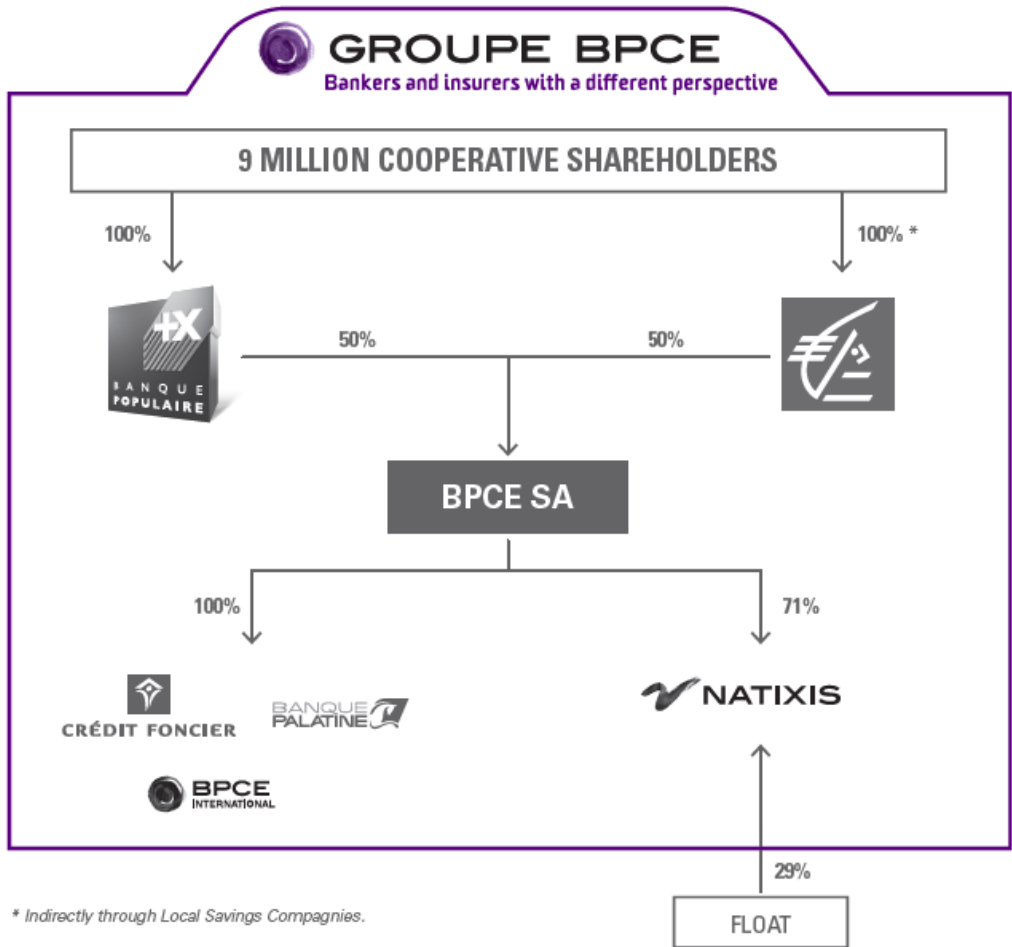 GROUPE BPCE
Bankers and insurers with a different perspective
9 MILLION COOPERATIVE SHAREHOLDERS
100%
100% *
+X
BANQUE
POPULAIRE
50%
50%
BPCE SA
100%
71%
CRÉDIT FONCIER
BANQUE
PALATINE
NATIXIS
BPCE
INTERNATIONAL
29%
* Indirectly through Local Savings Compagnies.
FLOAT